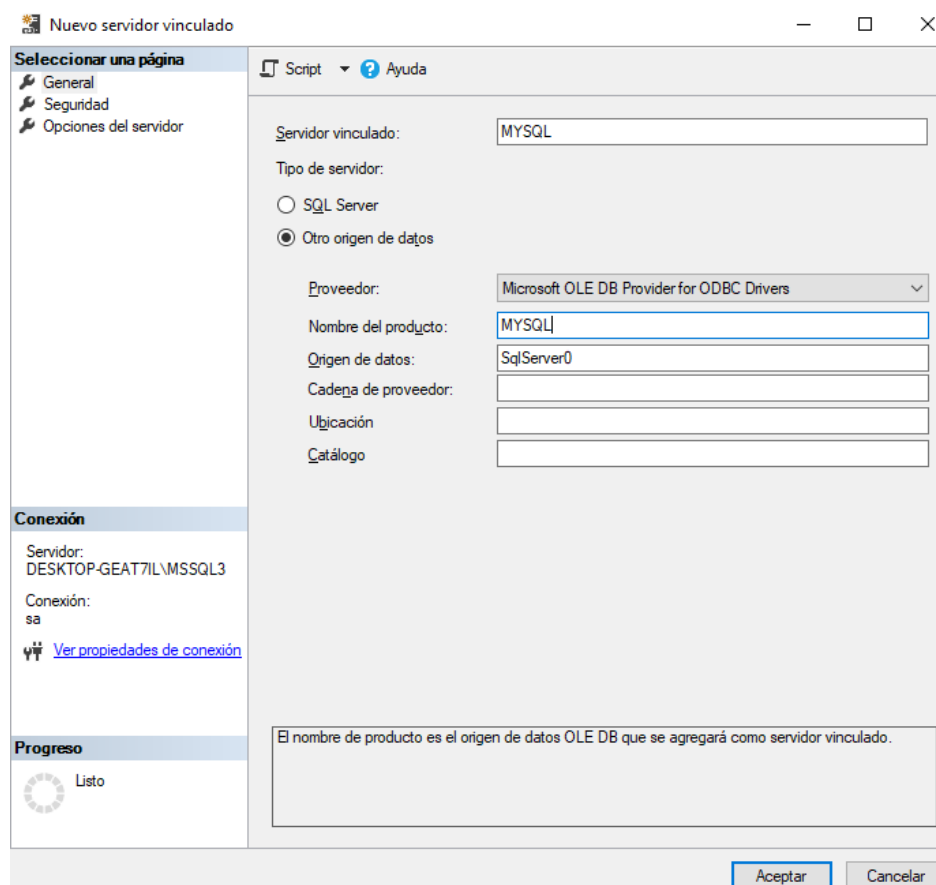 Nuevo servidor vinculado
Seleccionar una página
General
Seguridad
Opciones del servidor
Script
Ayuda
Servidor vinculado:
MYSQL
Tipo de servidor:
SQL Server
Otro origen de datos
Proveedor:
Microsoft OLE DB Provider for ODBC Drivers
Nombre del producto:
MYSQL
Origen de datos:
SqlServer0
Cadena de proveedor:
Ubicación
Catálogo
Conexión
Servidor:
DESKTOP-GEAT7IL\MSSQL3
Conexión:
sa
Ver propiedades de conexión
Progreso
Listo
El nombre de producto es el origen de datos OLE DB que se agregará como servidor vinculado.
Aceptar
Cancelar